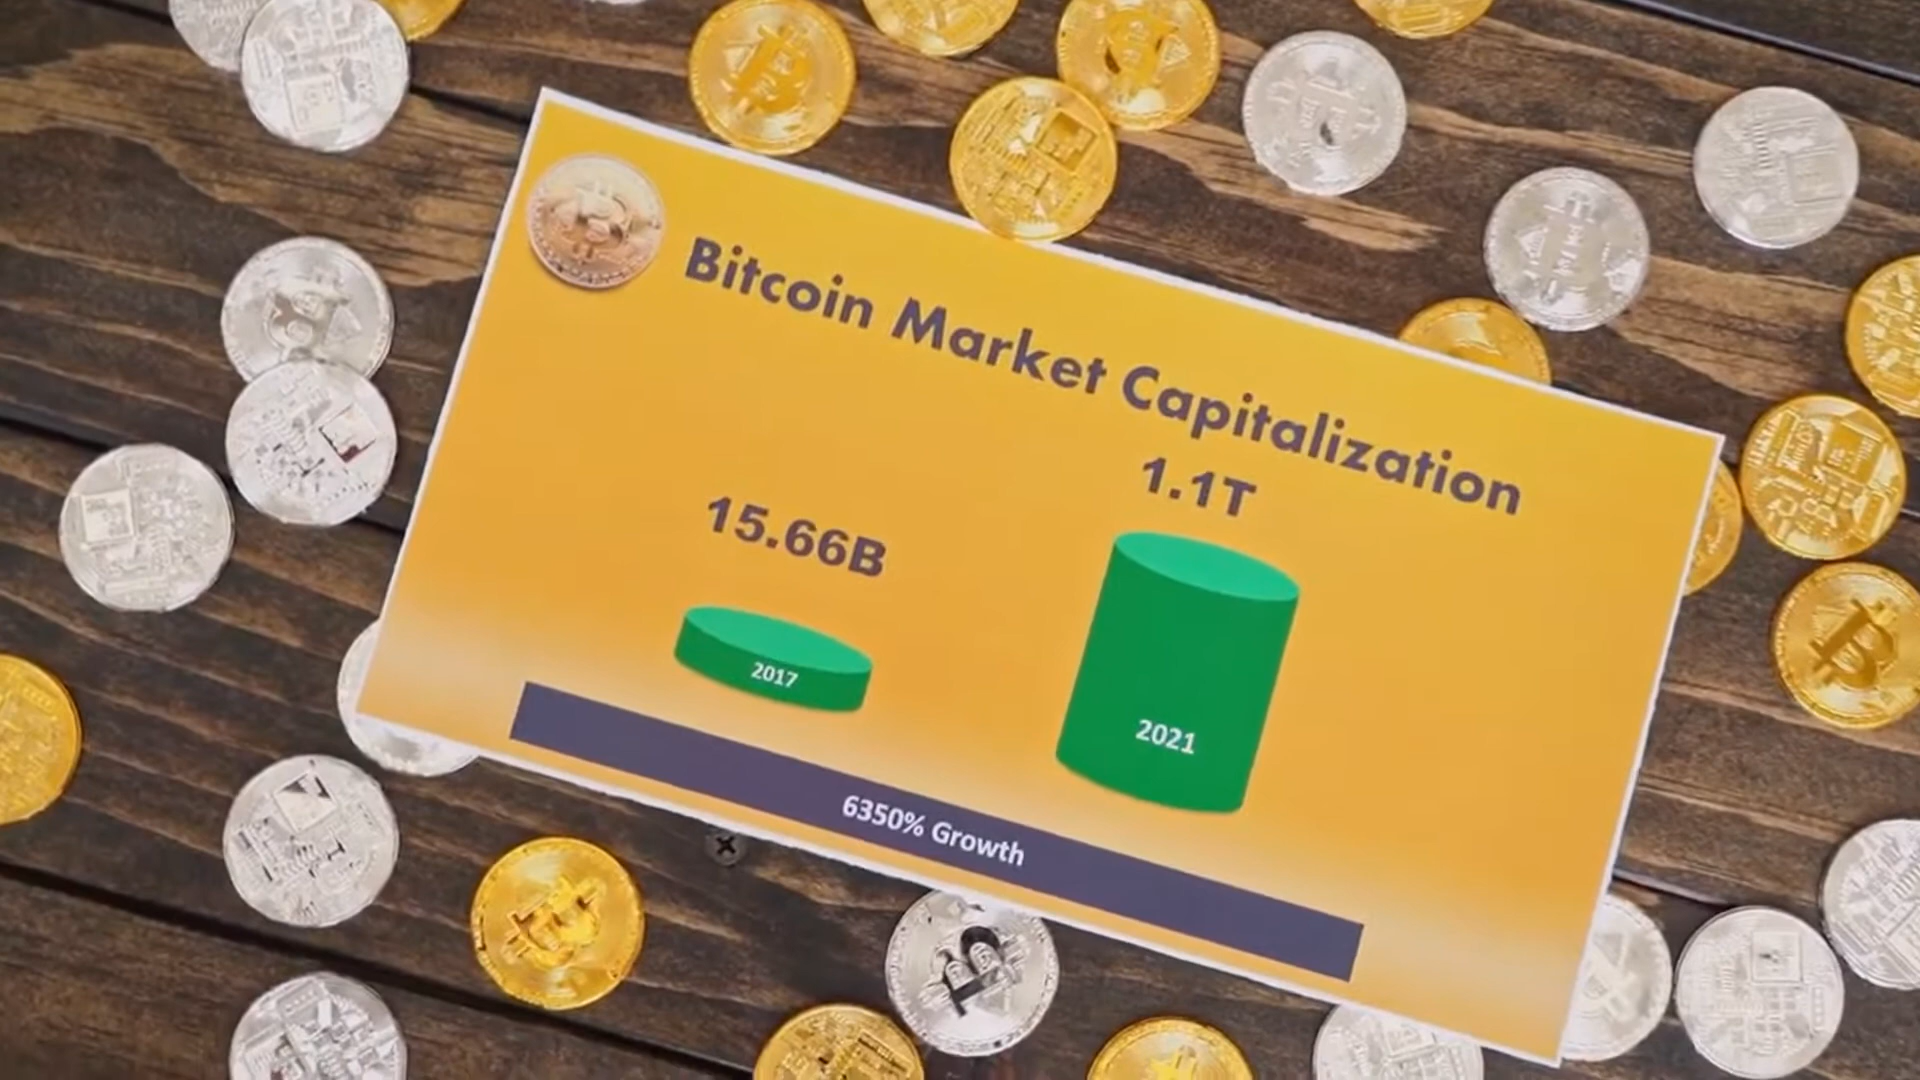 Bitcoin Market Capitalization
15.66B
1.1T
2017
2021
6350% Growth